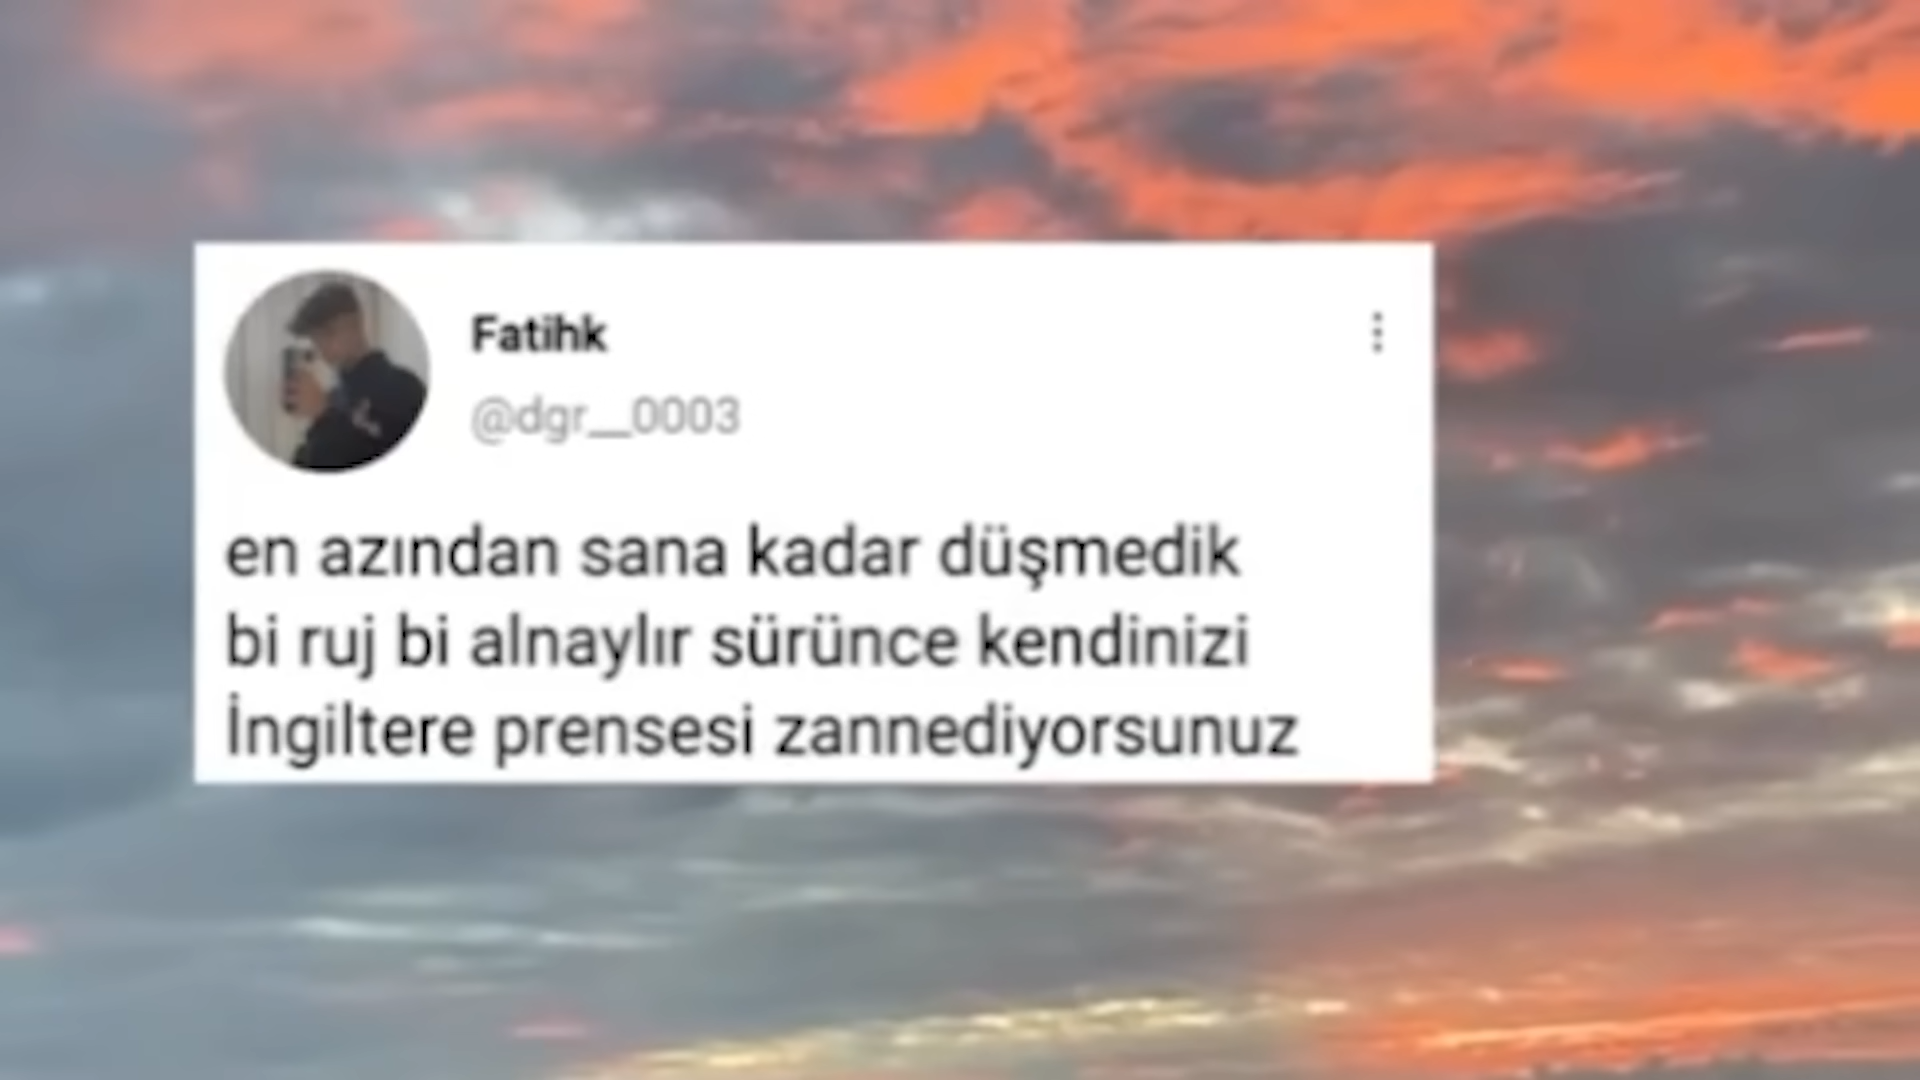 Fatihk
@dgr__0003
en azından sana kadar düşmedik
bi ruj bi alnaylır sürünce kendinizi
İngiltere prensesi zannediyorsunuz